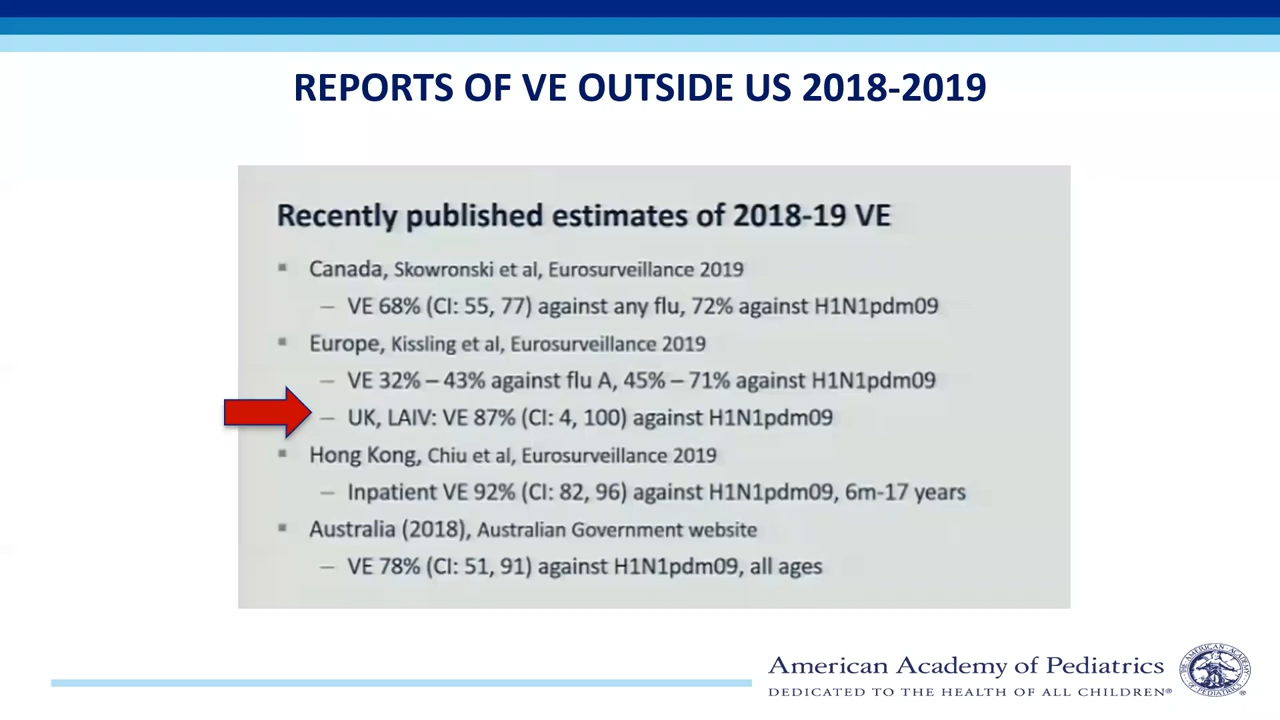 REPORTS OF VE OUTSIDE US 2018-2019
Recently published estimates of 2018-19 VE
▪ Canada, Skowronski et al, Eurosurveillance 2019
– VE 68% (CI: 55, 77) against any flu, 72% against H1N1pdm09
▪ Europe, Kissling et al, Eurosurveillance 2019
– VE 32% – 43% against flu A, 45% – 71% against H1N1pdm09
– UK, LAIV: VE 87% (CI: 4, 100) against H1N1pdm09
▪ Hong Kong, Chiu et al, Eurosurveillance 2019
– Inpatient VE 92% (CI: 82, 96) against H1N1pdm09, 6m-17 years
▪ Australia (2018), Australian Government website
– VE 78% (CI: 51, 91) against H1N1pdm09, all ages
American Academy of Pediatrics
DEDICATED TO THE HEALTH OF ALL CHILDREN®